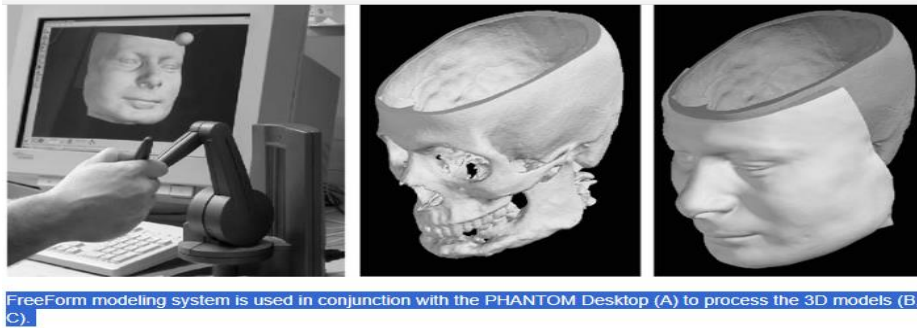 FreeForm modeling system is used in conjunction with the PHANTOM Desktop (A) to process the 3D models (B,
C).